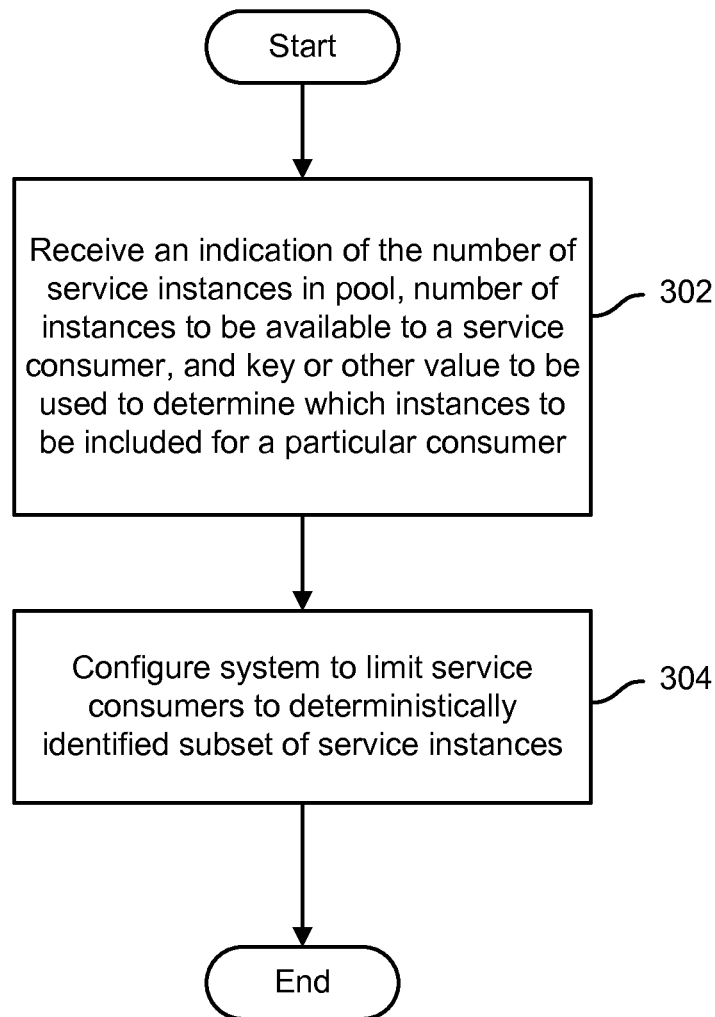 Start
Receive an indication of the number of
service instances in pool, number of
instances to be available to a service
consumer, and key or other value to be
used to determine which instances to
be included for a particular consumer
302
Configure system to limit service
consumers to deterministically
identified subset of service instances
304
End